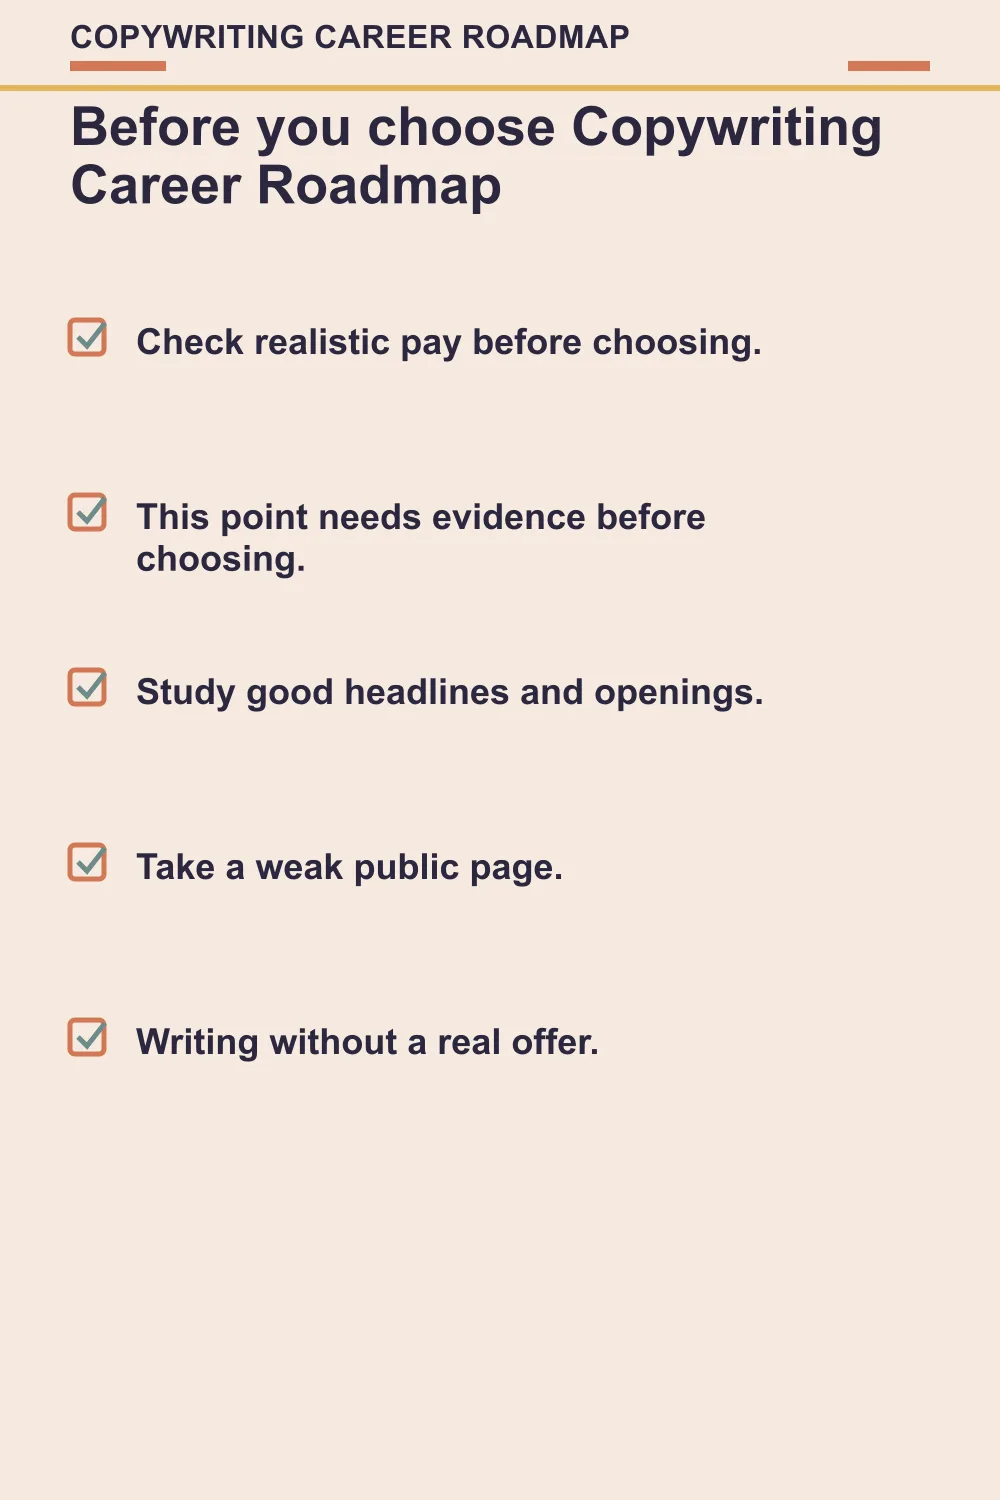 COPYWRITING CAREER ROADMAP
Before you choose Copywriting
Career Roadmap
Check realistic pay before choosing.
This point needs evidence before
choosing.
Study good headlines and openings.
Take a weak public page.
Writing without a real offer.